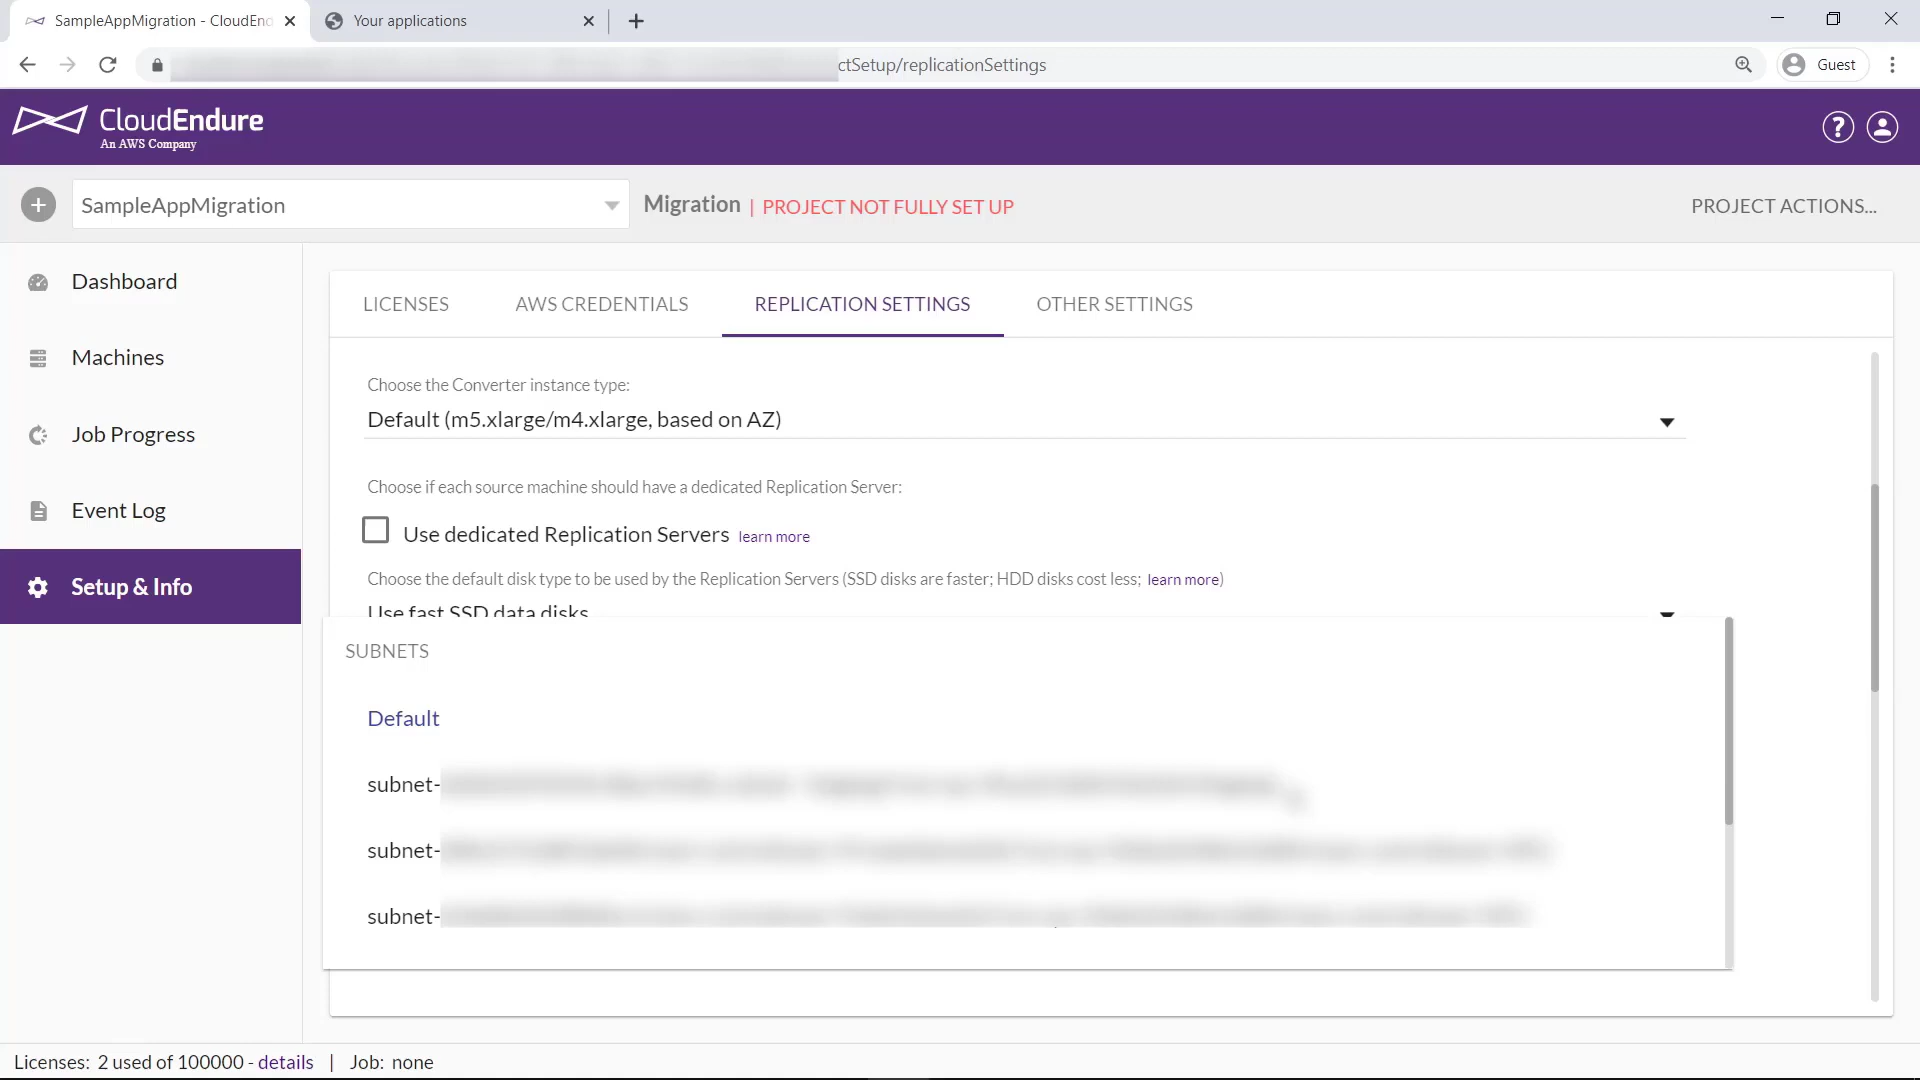 SampleAppMigration - CloudEnd
Your applications
ctSetup/replicationSettings
Guest
CloudEndure
An AWS Company
SampleAppMigration
Migration | PROJECT NOT FULLY SET UP
PROJECT ACTIONS...
Dashboard
Machines
Job Progress
Event Log
Setup & Info
LICENSES
AWS CREDENTIALS
REPLICATION SETTINGS
OTHER SETTINGS
Choose the Converter instance type:
Default (m5.xlarge/m4.xlarge, based on AZ)
Choose if each source machine should have a dedicated Replication Server:
Use dedicated Replication Servers learn more
Choose the default disk type to be used by the Replication Servers (SSD disks are faster; HDD disks cost less; learn more)
Use fast SSD data disks
SUBNETS
Default
subnet-
subnet-
subnet-
Licenses: 2 used of 100000 - details | Job: none